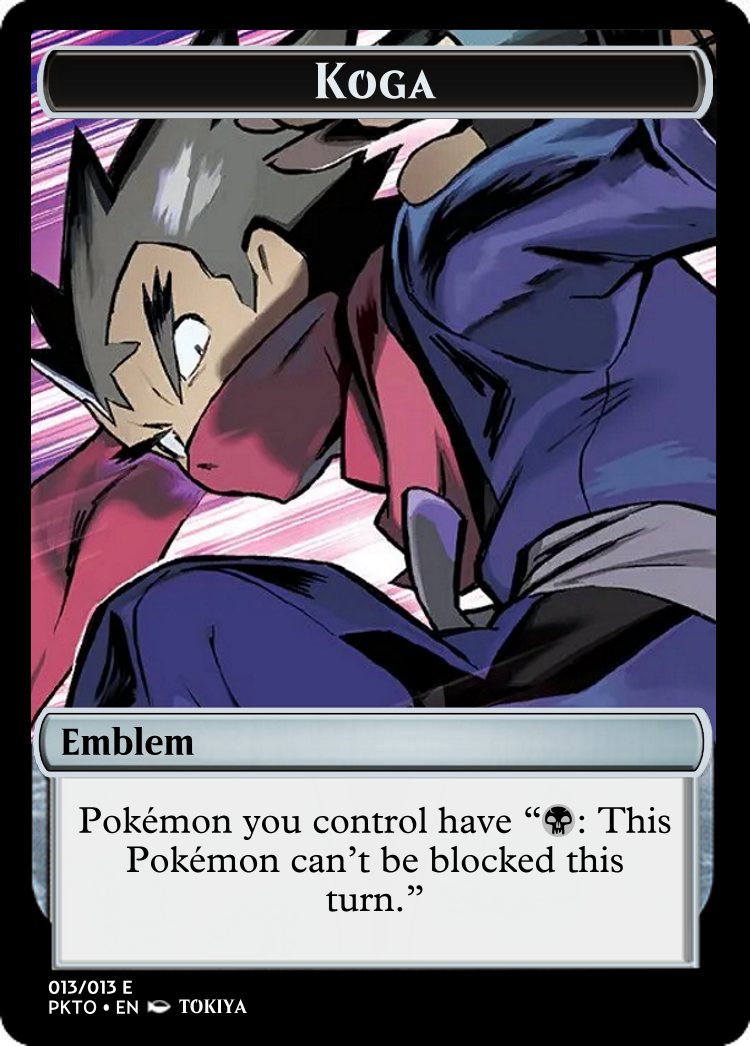 Koga
Emblem
Pokémon you control have “: This
Pokémon can’t be blocked this
turn.”
013/013 E
PKTO • EN TOKIYA